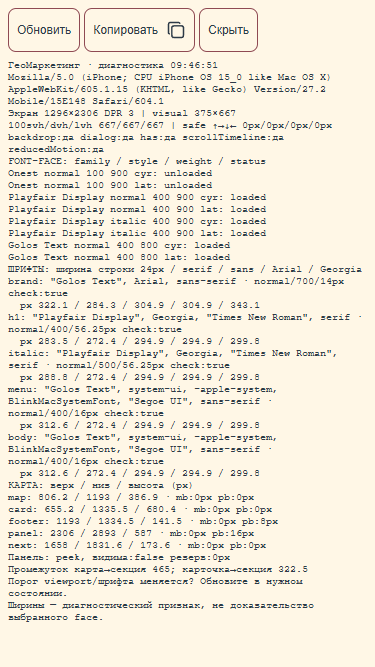 Обновить
Копировать
Скрыть
ГеоМаркетинг · диагностика 09:46:51
Mozilla/5.0 (iPhone; CPU iPhone OS 15_0 like Mac OS X)
AppleWebKit/605.1.15 (KHTML, like Gecko) Version/27.2
Mobile/15E148 Safari/604.1
Экран 1296×2306 DPR 3 | visual 375×667
100svh/dvh/lvh 667/667/667 | safe ↑→↓← 0px/0px/0px/0px
backdrop:да dialog:да has:да scrollTimeline:да
reducedMotion:да
FONT-FACE: family / style / weight / status
Onest normal 100 900 cyr: unloaded
Onest normal 100 900 lat: unloaded
Playfair Display normal 400 900 cyr: loaded
Playfair Display normal 400 900 lat: loaded
Playfair Display italic 400 900 cyr: loaded
Playfair Display italic 400 900 lat: loaded
Golos Text normal 400 800 cyr: loaded
Golos Text normal 400 800 lat: loaded
ШРИФТЫ: ширина строки 24px / serif / sans / Arial / Georgia
brand: "Golos Text", Arial, sans-serif · normal/700/14px
check:true
px 322.1 / 284.3 / 304.9 / 304.9 / 343.1
h1: "Playfair Display", Georgia, "Times New Roman", serif ·
normal/400/56.25px check:true
px 283.5 / 272.4 / 294.9 / 294.9 / 299.8
italic: "Playfair Display", Georgia, "Times New Roman",
serif · normal/500/56.25px check:true
px 288.8 / 272.4 / 294.9 / 294.9 / 299.8
menu: "Golos Text", system-ui, -apple-system,
BlinkMacSystemFont, "Segoe UI", sans-serif ·
normal/400/16px check:true
px 312.6 / 272.4 / 294.9 / 294.9 / 299.8
body: "Golos Text", system-ui, -apple-system,
BlinkMacSystemFont, "Segoe UI", sans-serif ·
normal/400/16px check:true
px 312.6 / 272.4 / 294.9 / 294.9 / 299.8
КАРТА: верх / низ / высота (px)
map: 806.2 / 1193 / 386.9 · mb:0px pb:0px
card: 655.2 / 1335.5 / 680.4 · mb:0px pb:0px
footer: 1193 / 1334.5 / 141.5 · mb:0px pb:8px
panel: 2306 / 2893 / 587 · mb:0px pb:16px
next: 1658 / 1831.6 / 173.6 · mb:0px pb:0px
Панель: peek, видима:false резерв:0px
Промежуток карта→секция 465; карточка→секция 322.5
Порог viewport/шрифта меняется? Обновите в нужном
состоянии.
Ширины — диагностический признак, не доказательство
выбранного face.